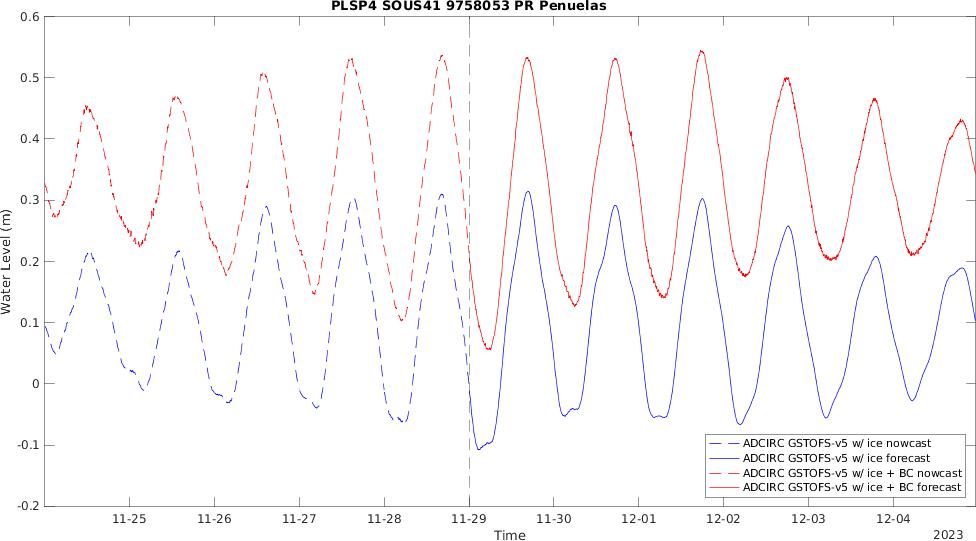 PLSP4 SOUS41 9758053 PR Penuelas
0.6
0.5
0.4
0.3
0.2
0.1
0
-0.1
-0.2
Water Level (m)
ADCIRC GSTOFS-v5 w/ ice nowcast
ADCIRC GSTOFS-v5 w/ ice forecast
ADCIRC GSTOFS-v5 w/ ice + BC nowcast
ADCIRC GSTOFS-v5 w/ ice + BC forecast
11-25 11-26 11-27 11-28 11-29 11-30 12-01 12-02 12-03 12-04
Time
2023